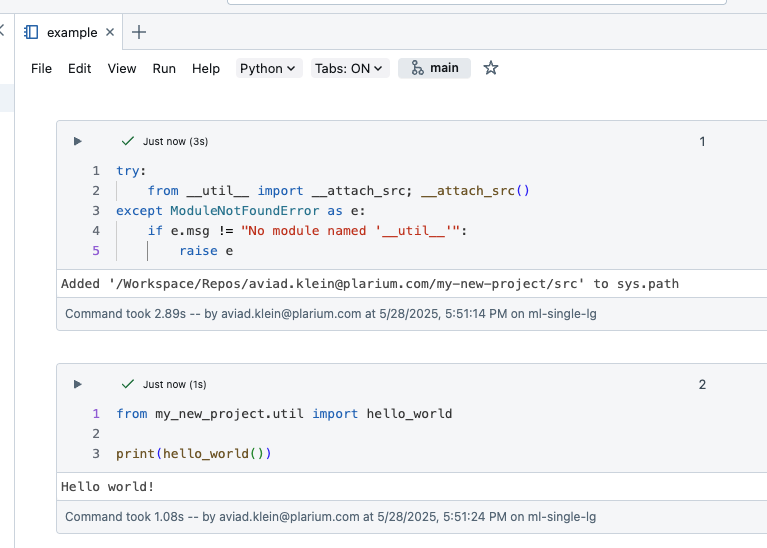 example
File Edit View Run Help Python Tabs: ON main
Just now (3s) 1
1 try:
2 from __util__ import __attach_src; __attach_src()
3 except ModuleNotFoundError as e:
4 if e.msg != "No module named '__util__'":
5 raise e
Added '/Workspace/Repos/aviad.klein@plarium.com/my-new-project/src' to sys.path
Command took 2.89s -- by aviad.klein@plarium.com at 5/28/2025, 5:51:14 PM on ml-single-lg
Just now (1s) 2
1 from my_new_project.util import hello_world
2
3 print(hello_world())
Hello world!
Command took 1.08s -- by aviad.klein@plarium.com at 5/28/2025, 5:51:24 PM on ml-single-lg